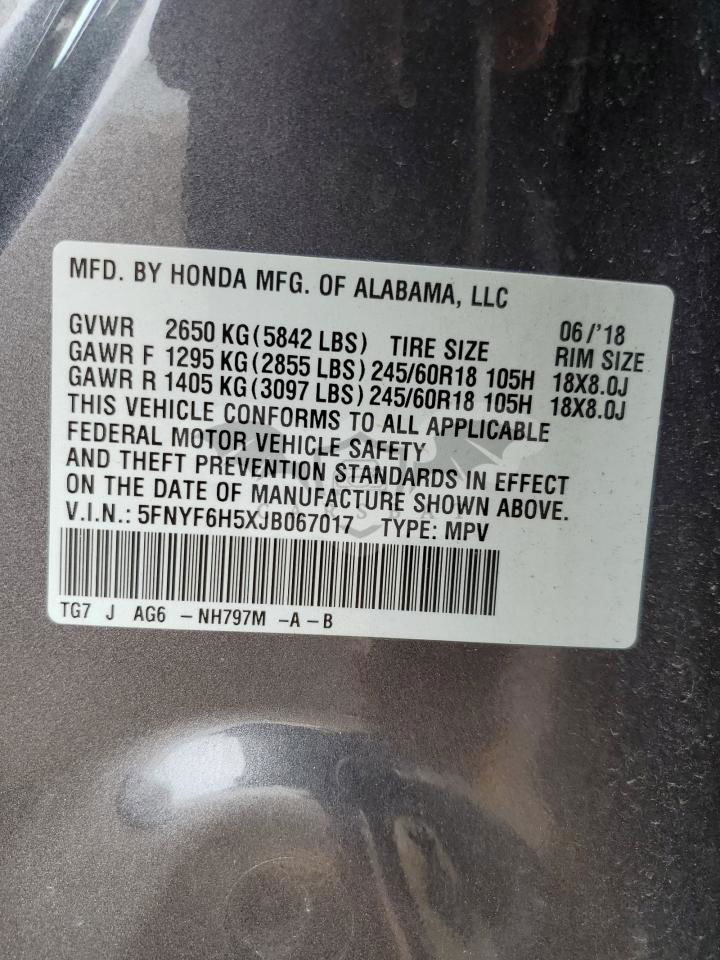 MFD. BY HONDA MFG. OF ALABAMA, LLC
GVWR 2650 KG (5842 LBS) TIRE SIZE 06/'18 RIM SIZE
GAWR F 1295 KG (2855 LBS) 245/60R18 105H 18X8.0J
GAWR R 1405 KG (3097 LBS) 245/60R18 105H 18X8.0J
THIS VEHICLE CONFORMS TO ALL APPLICABLE
FEDERAL MOTOR VEHICLE SAFETY
AND THEFT PREVENTION STANDARDS IN EFFECT
ON THE DATE OF MANUFACTURE SHOWN ABOVE.
V.I.N.: 5FNYF6H5XJB067017 TYPE: MPV
TG7 J AG6 – NH797M – A – B